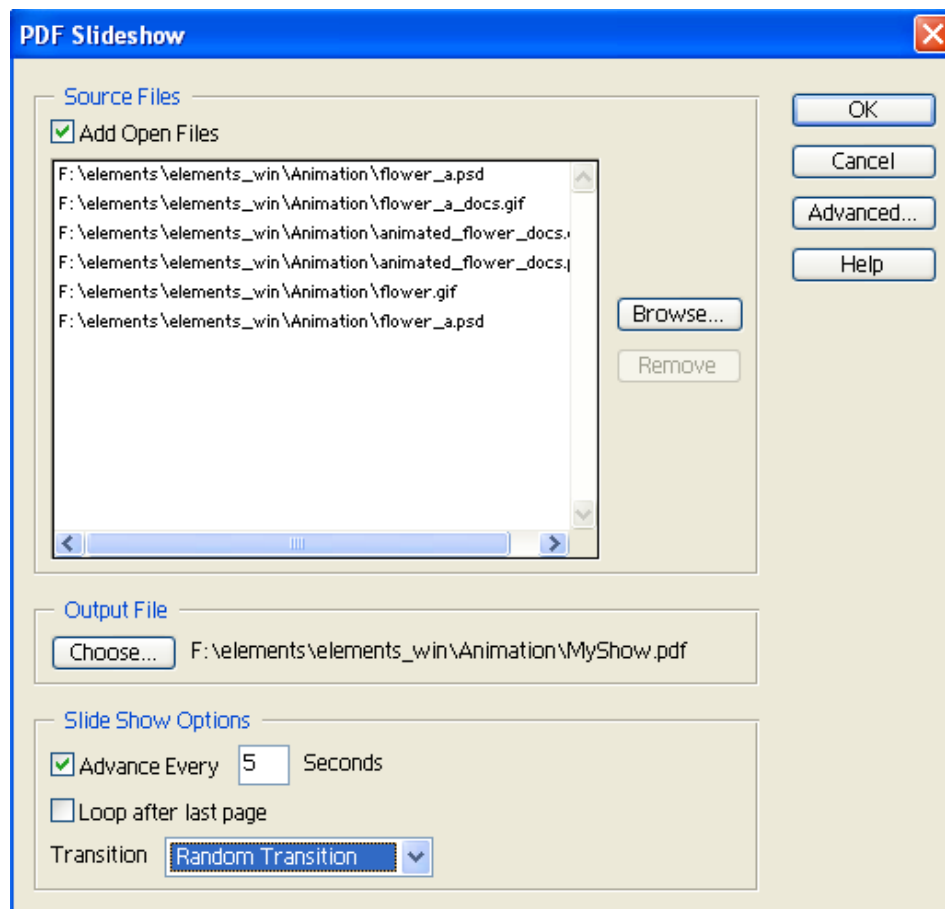 PDF Slideshow
Source Files
Add Open Files
F:\elements\elements_win\Animation\flower_a.psd
F:\elements\elements_win\Animation\flower_a_docs.gif
F:\elements\elements_win\Animation\animated_flower_docs.
F:\elements\elements_win\Animation\animated_flower_docs.
F:\elements\elements_win\Animation\flower.gif
F:\elements\elements_win\Animation\flower_a.psd
Browse...
Remove
OK
Cancel
Advanced...
Help
Output File
Choose... F:\elements\elements_win\Animation\MyShow.pdf
Slide Show Options
Advance Every 5 Seconds
Loop after last page
Transition Random Transition